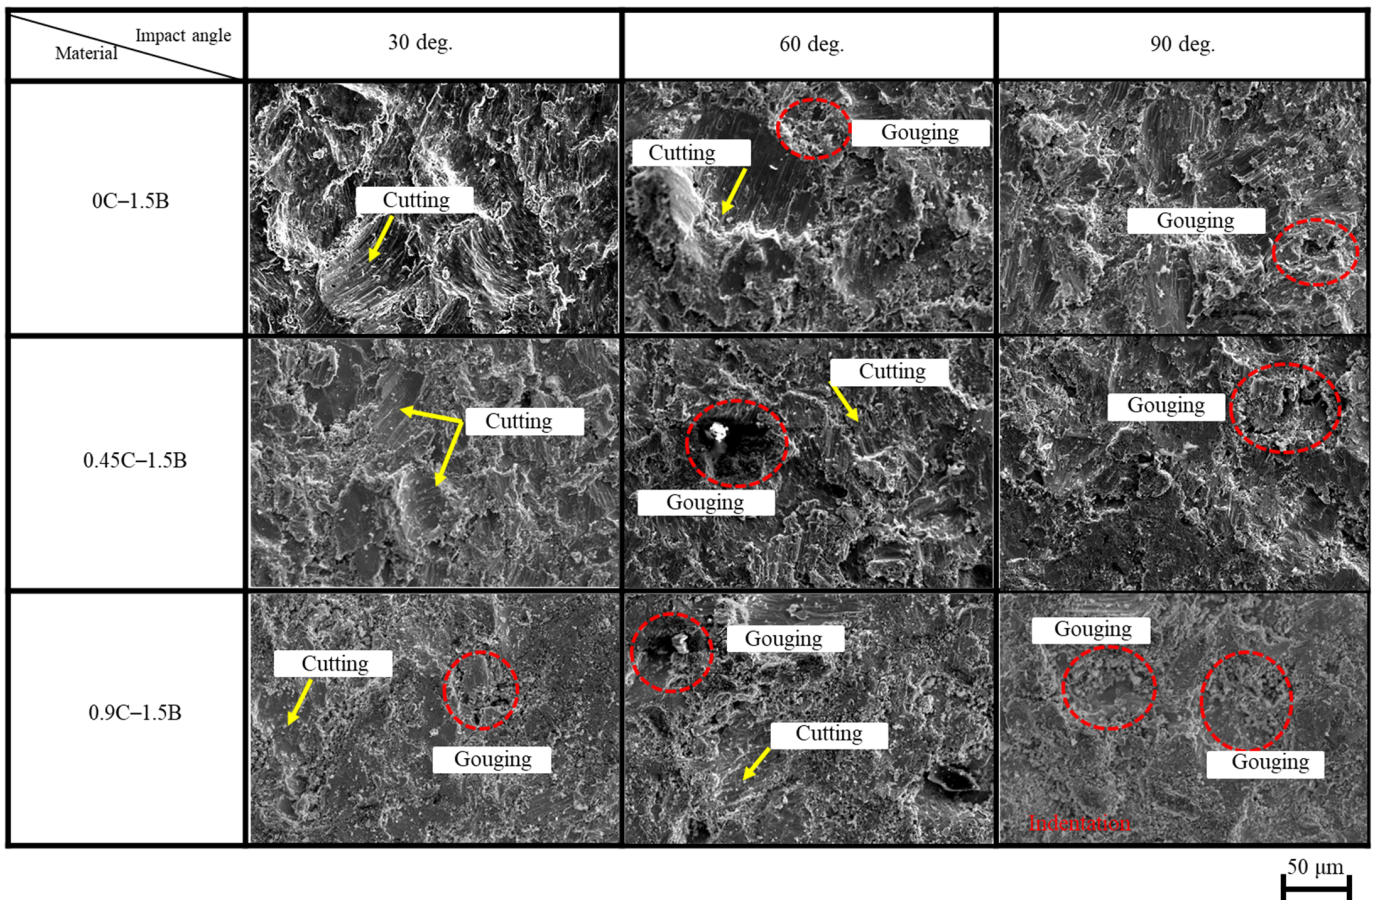 Impact angle
Material
30 deg.
60 deg.
90 deg.
0C–1.5B
Cutting
Cutting
Gouging
Gouging
0.45C–1.5B
Cutting
Cutting
Gouging
Gouging
0.9C–1.5B
Cutting
Gouging
Gouging
Cutting
Gouging
Gouging
Indentation
50 μm